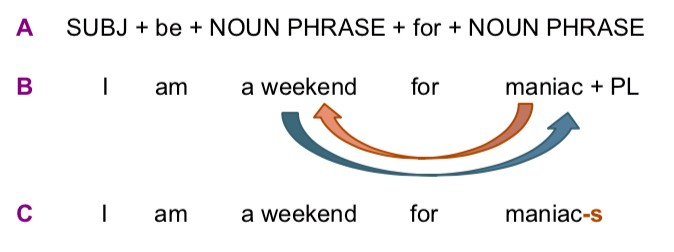 A SUBJ + be + NOUN PHRASE + for + NOUN PHRASE
B I am a weekend for maniac + PL
C I am a weekend for maniac-s